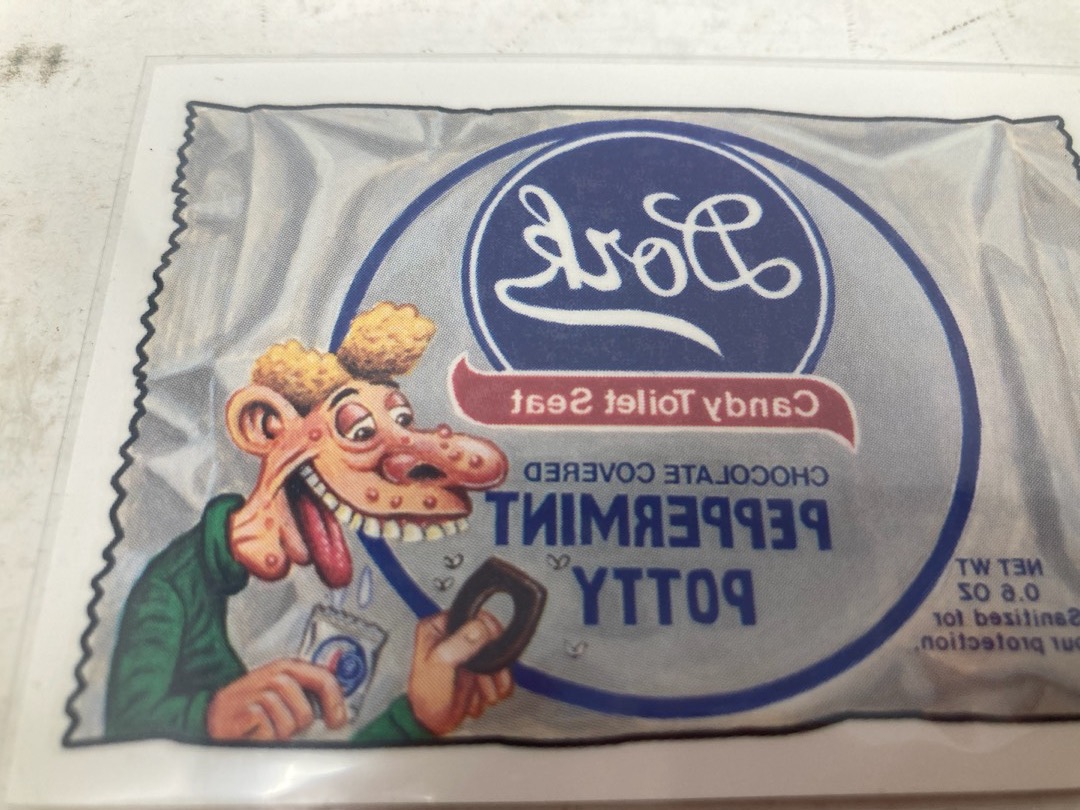 Dork
Candy Toilet Seat
CHOCOLATE COVERED
PEPPERMINT
POTTY
NET WT
0.6 OZ
Sanitized for
our protection.